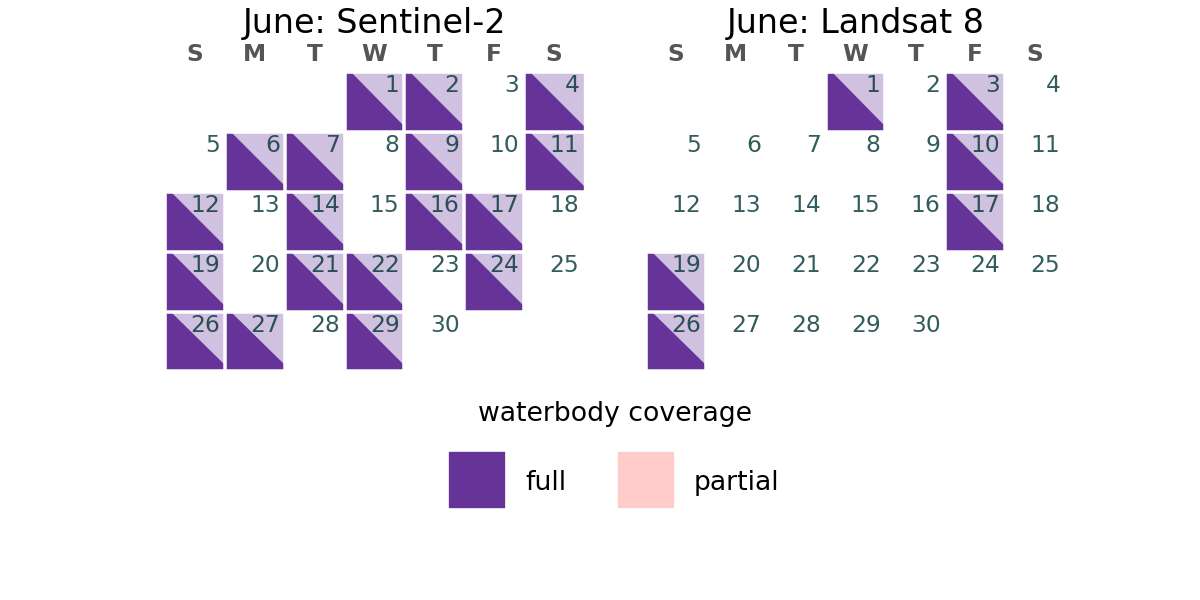 June: Sentinel-2
S M T W T F S
1 2 3 4
5 6 7 8 9 10 11
12 13 14 15 16 17 18
19 20 21 22 23 24 25
26 27 28 29 30
June: Landsat 8
S M T W T F S
1 2 3 4
5 6 7 8 9 10 11
12 13 14 15 16 17 18
19 20 21 22 23 24 25
26 27 28 29 30
waterbody coverage
full partial